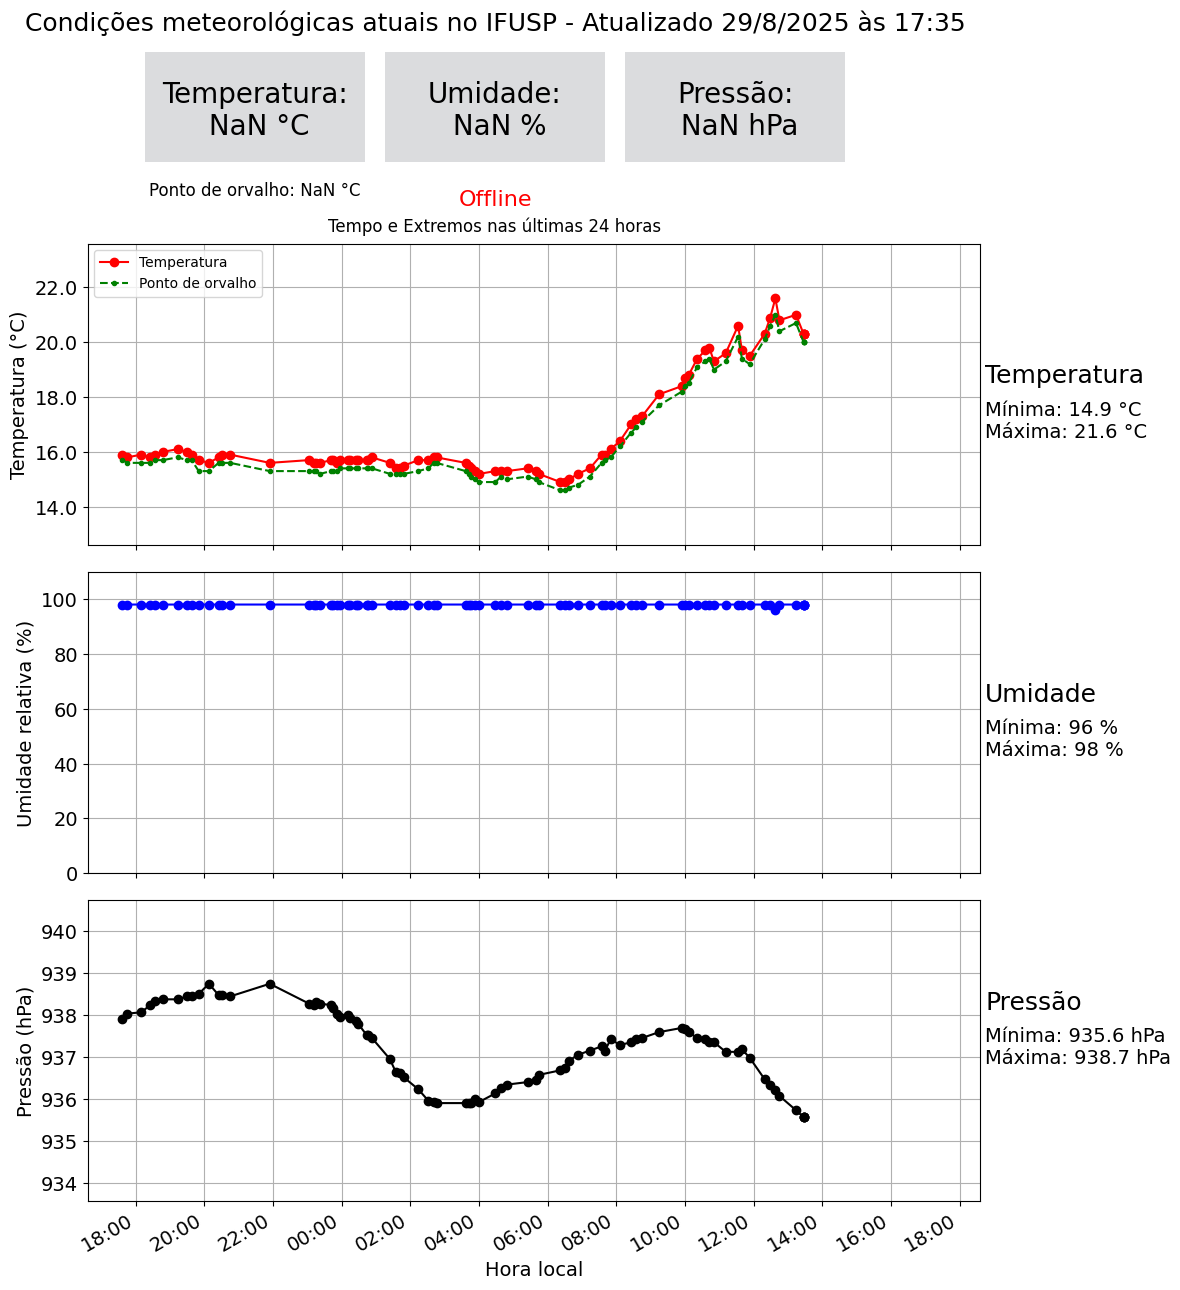 Condições meteorológicas atuais no IFUSP - Atualizado 29/8/2025 às 17:35
Temperatura:
NaN °C
Umidade:
NaN %
Pressão:
NaN hPa
Ponto de orvalho: NaN °C
Offline
Tempo e Extremos nas últimas 24 horas
Temperatura
Ponto de orvalho
Temperatura (°C)
22.0
20.0
18.0
16.0
14.0
Temperatura
Mínima: 14.9 °C
Máxima: 21.6 °C
Umidade relativa (%)
100
80
60
40
20
0
Umidade
Mínima: 96 %
Máxima: 98 %
Pressão (hPa)
940
939
938
937
936
935
934
Pressão
Mínima: 935.6 hPa
Máxima: 938.7 hPa
18:00 20:00 22:00 00:00 02:00 04:00 06:00 08:00 10:00 12:00 14:00 16:00 18:00
Hora local